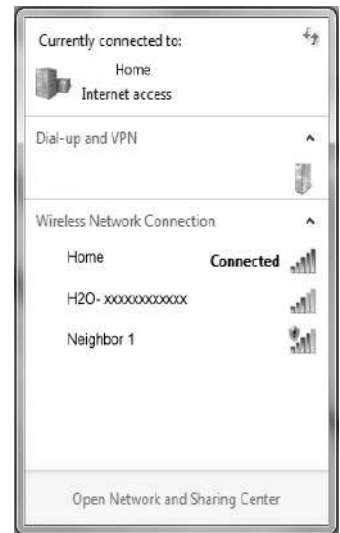 Currently connected to:
Home
Internet access
Dial-up and VPN
Wireless Network Connection
Home Connected
H2O- xxxxxxxxxxxx
Neighbor 1
Open Network and Sharing Center